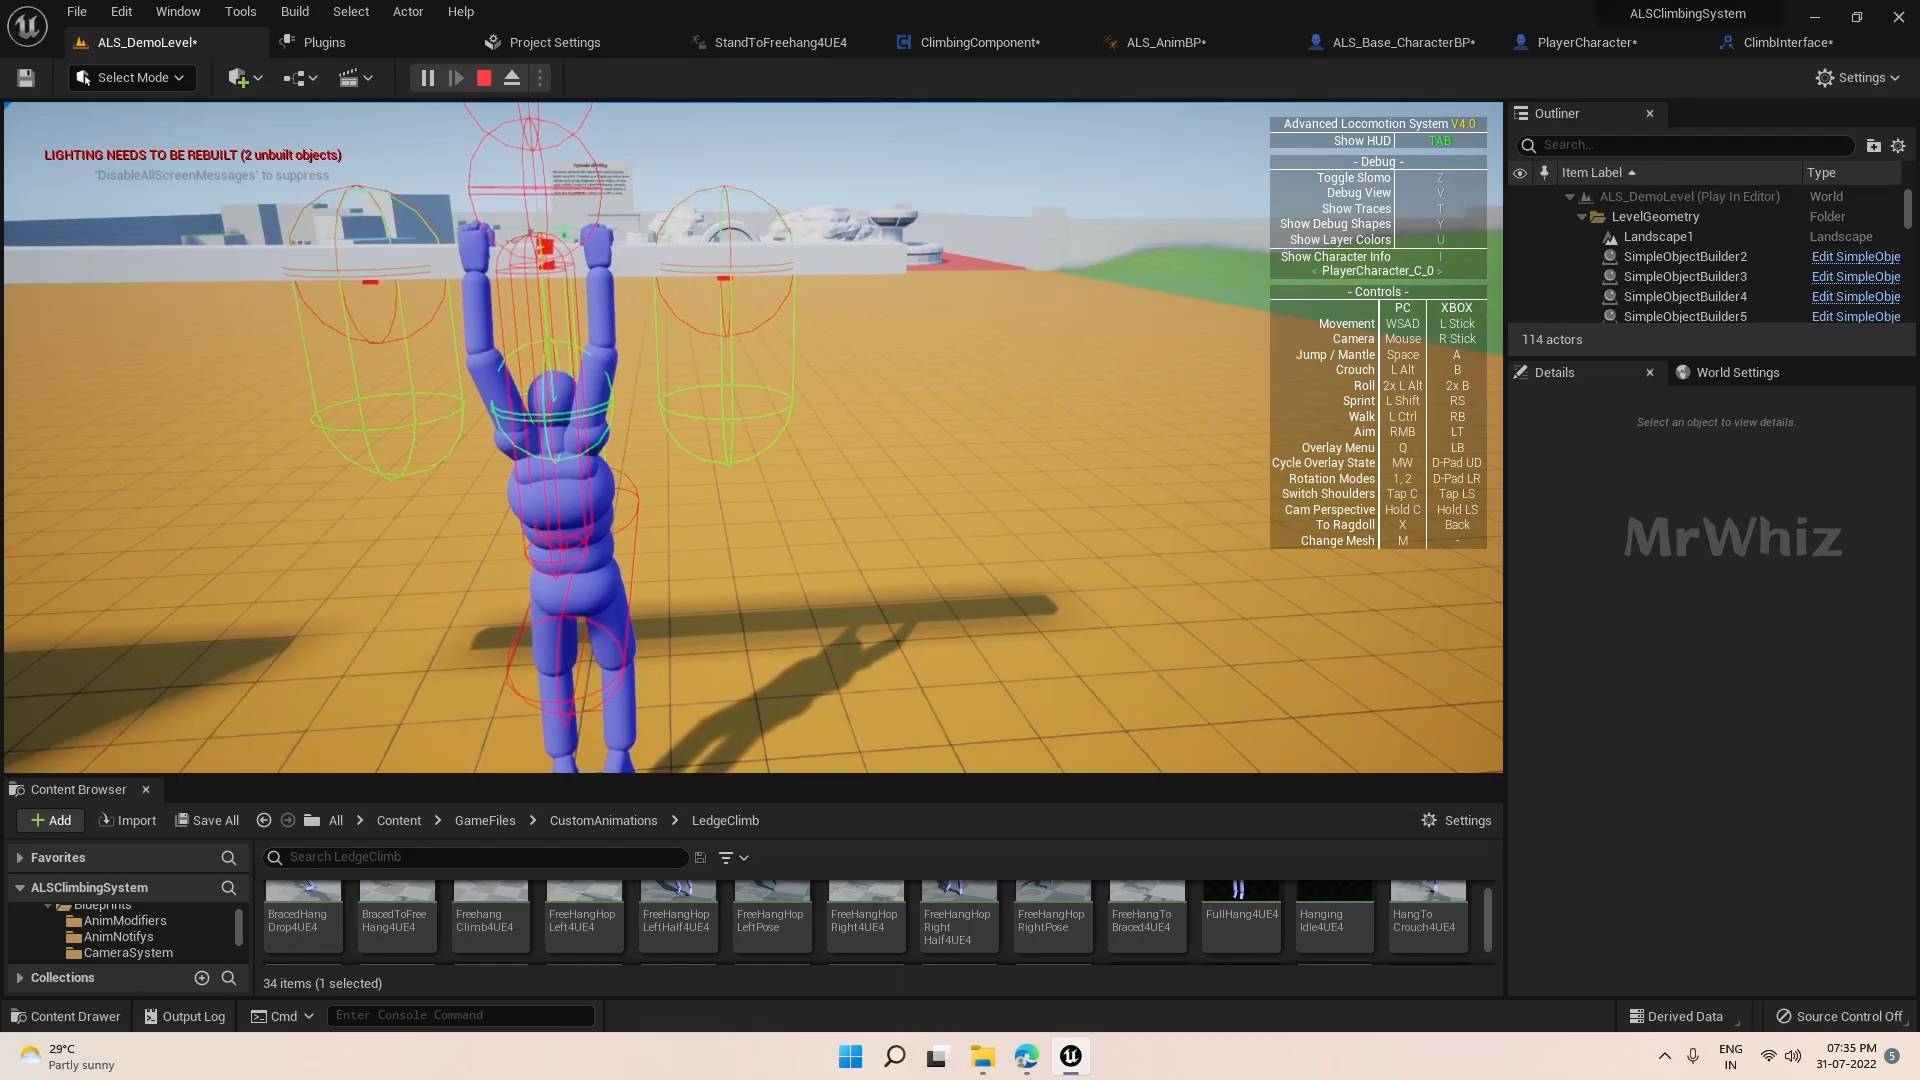 File Edit Window Tools Build Select Actor Help
ALSClimbingSystem
ALS_DemoLevel*
Plugins
Project Settings
StandToFreehang4UE4
ClimbingComponent*
ALS_AnimBP*
ALS_Base_CharacterBP*
PlayerCharacter*
ClimbInterface*
Select Mode
Settings
LIGHTING NEEDS TO BE REBUILT (2 unbuilt objects)
'DisableAllScreenMessages' to suppress
Advanced Locomotion System V4.0
Show HUD TAB
- Debug -
Toggle Slomo Z
Debug View V
Show Traces T
Show Debug Shapes Y
Show Layer Colors U
Show Character Info I
< PlayerCharacter_C_0 >
- Controls -
PC XBOX
Movement WSAD L Stick
Camera Mouse R Stick
Jump / Mantle Space A
Crouch L Alt B
Roll 2x L Alt 2x B
Sprint L Shift RS
Walk L Ctrl RB
Aim RMB LT
Overlay Menu Q LB
Cycle Overlay State MW D-Pad UD
Rotation Modes 1, 2 D-Pad LR
Switch Shoulders Tap C Tap LS
Cam Perspective Hold C Hold LS
To Ragdoll X Back
Change Mesh M -
Outliner
Search...
Item Label Type
ALS_DemoLevel (Play In Editor) World
LevelGeometry Folder
Landscape1 Landscape
SimpleObjectBuilder2 Edit SimpleObje
SimpleObjectBuilder3 Edit SimpleObje
SimpleObjectBuilder4 Edit SimpleObje
SimpleObjectBuilder5 Edit SimpleObje
114 actors
Details
World Settings
Select an object to view details.
MrWhiz
Content Browser
Add Import Save All All > Content > GameFiles > CustomAnimations > LedgeClimb
Settings
Favorites
Search LedgeClimb
ALSClimbingSystem
Blueprints
AnimModifiers
AnimNotifys
CameraSystem
Collections
BracedHang
Drop4UE4
BracedToFree
Hang4UE4
Freehang
Climb4UE4
FreeHangHop
Left4UE4
FreeHangHop
LeftHalf4UE4
FreeHangHop
LeftPose
FreeHangHop
Right4UE4
FreeHangHop
Right
Half4UE4
FreeHangHop
RightPose
FreeHangTo
Braced4UE4
FullHang4UE4
Hanging
Idle4UE4
HangTo
Crouch4UE4
34 items (1 selected)
Content Drawer Output Log Cmd Enter Console Command
Derived Data Source Control Off
29°C
Partly sunny
ENG
IN
07:35 PM
31-07-2022
5